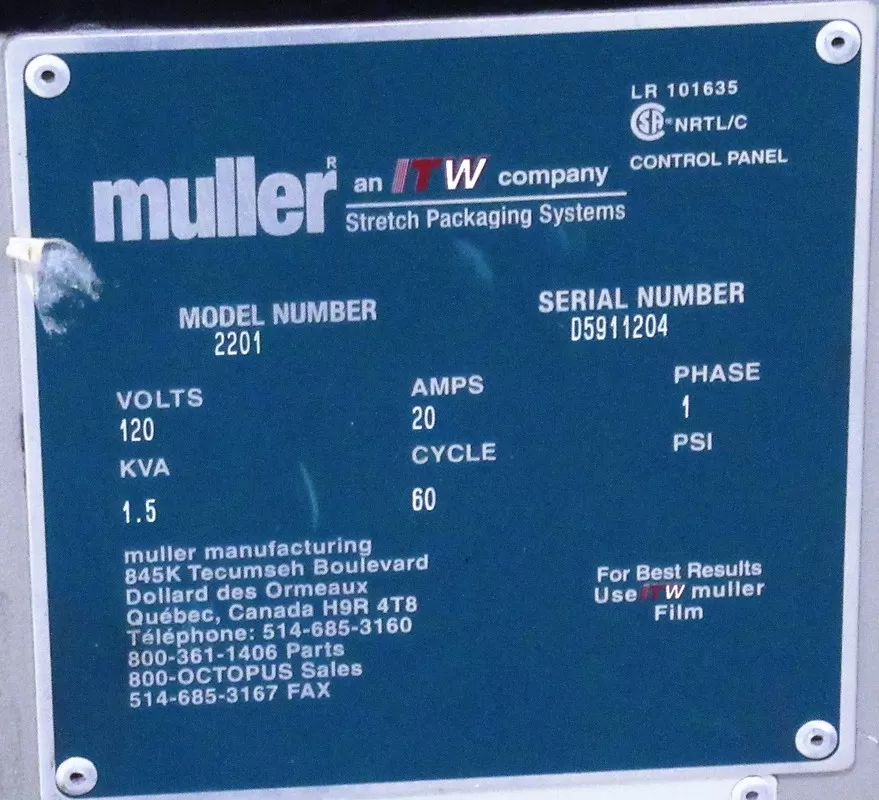 LR 101635
CSA® NRTL/C
CONTROL PANEL
muller® an ITW company
Stretch Packaging Systems
MODEL NUMBER
2201
SERIAL NUMBER
D5911204
VOLTS
120
AMPS
20
PHASE
1
KVA
1.5
CYCLE
60
PSI
muller manufacturing
845K Tecumseh Boulevard
Dollard des Ormeaux
Québec, Canada H9R 4T8
Téléphone: 514-685-3160
800-361-1406 Parts
800-OCTOPUS Sales
514-685-3167 FAX
For Best Results
Use ITW muller
Film